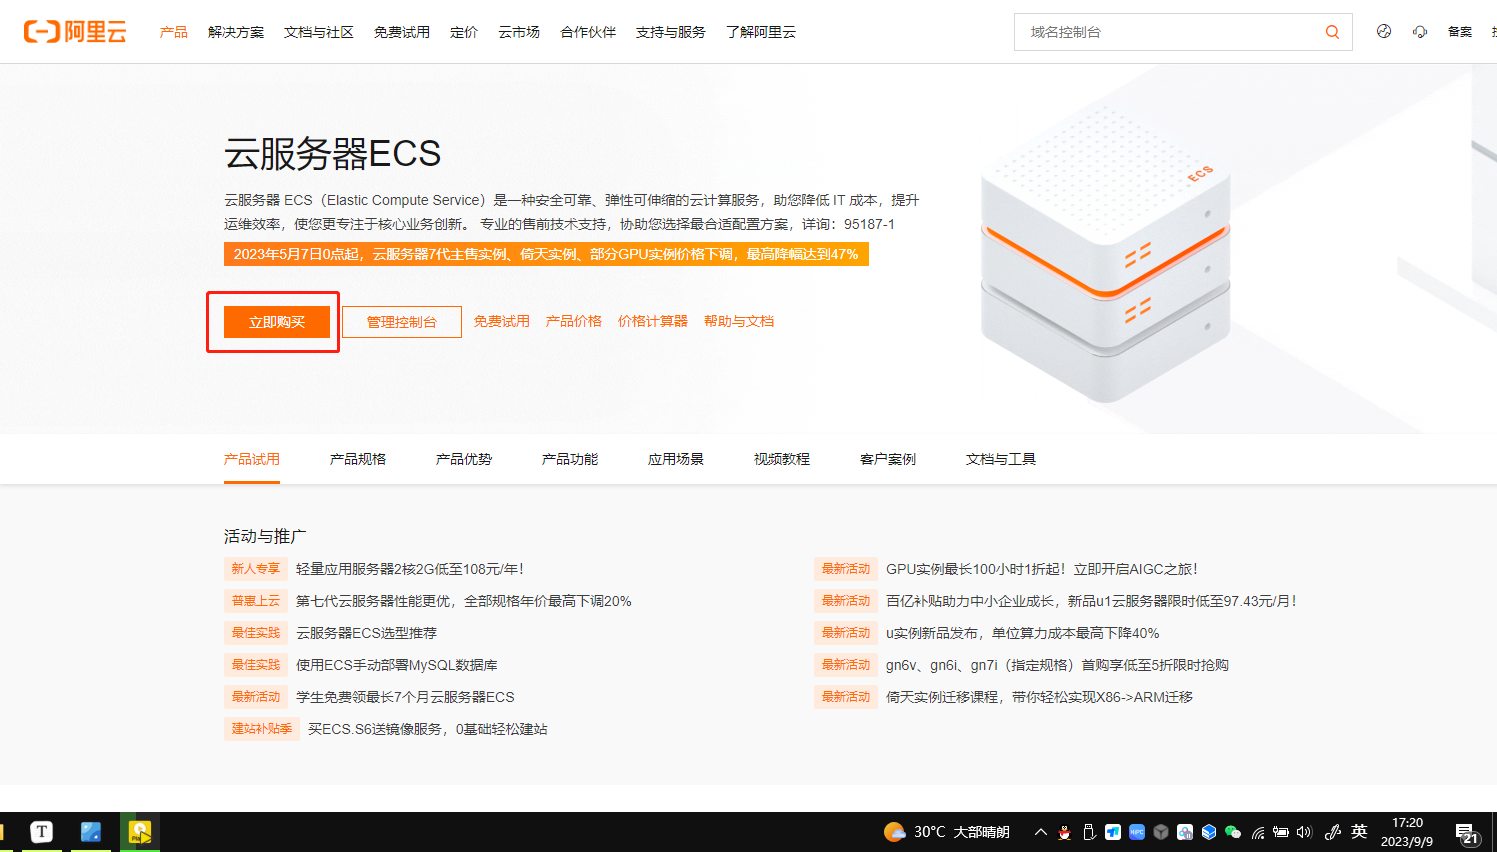 阿里云 产品 解决方案 文档与社区 免费试用 定价 云市场 合作伙伴 支持与服务 了解阿里云 域名控制台 备案
云服务器ECS
云服务器 ECS（Elastic Compute Service）是一种安全可靠、弹性可伸缩的云计算服务，助您降低 IT 成本，提升
运维效率，使您更专注于核心业务创新。 专业的售前技术支持，协助您选择最合适配置方案，详询：95187-1
2023年5月7日0点起，云服务器7代主售实例、倚天实例、部分GPU实例价格下调，最高降幅达到47%
立即购买 管理控制台 免费试用 产品价格 价格计算器 帮助与文档
ECS
产品试用 产品规格 产品优势 产品功能 应用场景 视频教程 客户案例 文档与工具
活动与推广
新人专享 轻量应用服务器2核2G低至108元/年！
普惠上云 第七代云服务器性能更优，全部规格年价最高下调20%
最佳实践 云服务器ECS选型推荐
最佳实践 使用ECS手动部署MySQL数据库
最新活动 学生免费领最长7个月云服务器ECS
建站补贴季 买ECS.S6送镜像服务，0基础轻松建站
最新活动 GPU实例最长100小时1折起！立即开启AIGC之旅！
最新活动 百亿补贴助力中小企业成长，新品u1云服务器限时低至97.43元/月！
最新活动 u实例新品发布，单位算力成本最高下降40%
最新活动 gn6v、gn6i、gn7i（指定规格）首购享低至5折限时抢购
最新活动 倚天实例迁移课程，带你轻松实现X86->ARM迁移
T 30°C 大部晴朗 英 17:20
2023/9/9 21